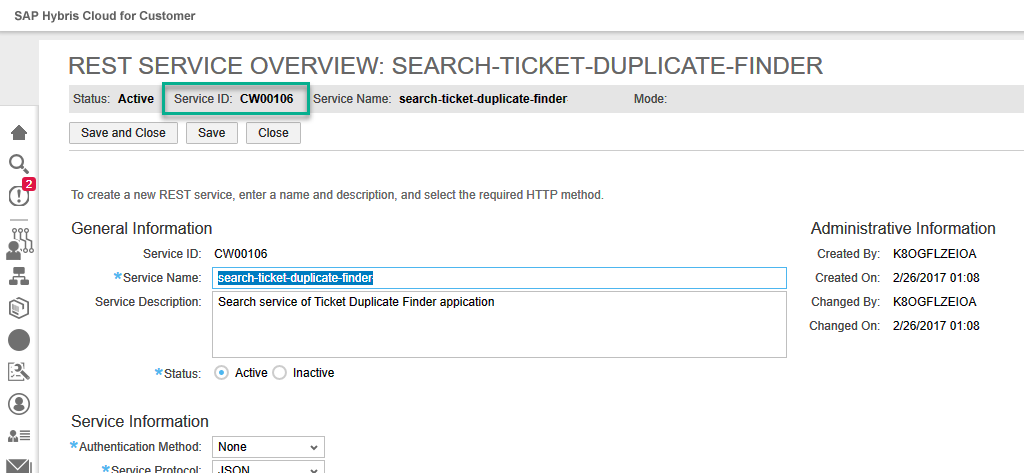 SAP Hybris Cloud for Customer
REST SERVICE OVERVIEW: SEARCH-TICKET-DUPLICATE-FINDER
Status: Active Service ID: CW00106 Service Name: search-ticket-duplicate-finder Mode:
Save and Close Save Close
2
To create a new REST service, enter a name and description, and select the required HTTP method.
General Information Administrative Information
Service ID: CW00106 Created By: K8OGFLZEIOA
*Service Name: search-ticket-duplicate-finder Created On: 2/26/2017 01:08
Service Description: Search service of Ticket Duplicate Finder appication Changed By: K8OGFLZEIOA
Changed On: 2/26/2017 01:08
*Status: Active Inactive
Service Information
*Authentication Method: None
*Service Protocol: JSON